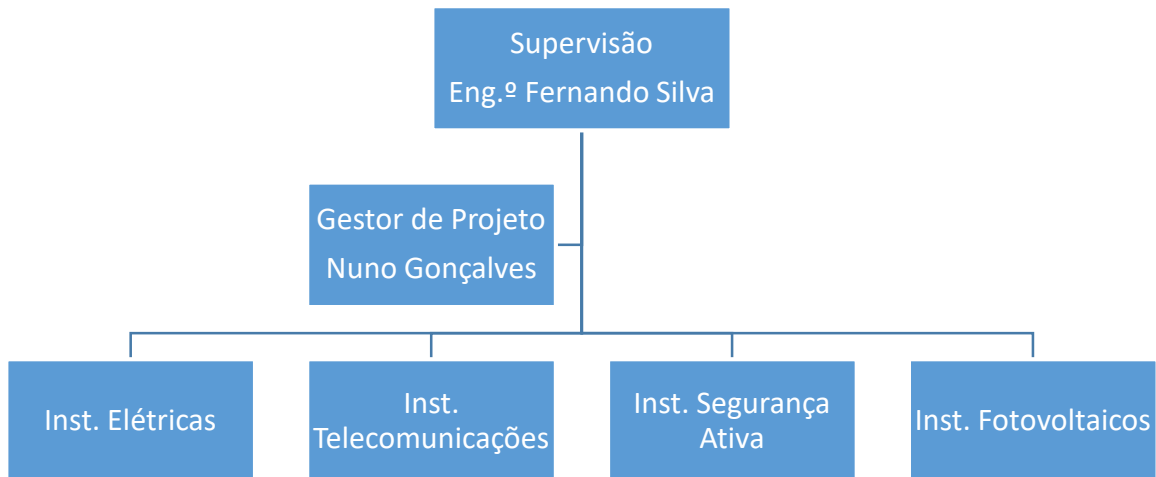 Supervisão
Eng.º Fernando Silva
Gestor de Projeto
Nuno Gonçalves
Inst. Elétricas
Inst.
Telecomunicações
Inst. Segurança
Ativa
Inst. Fotovoltaicos